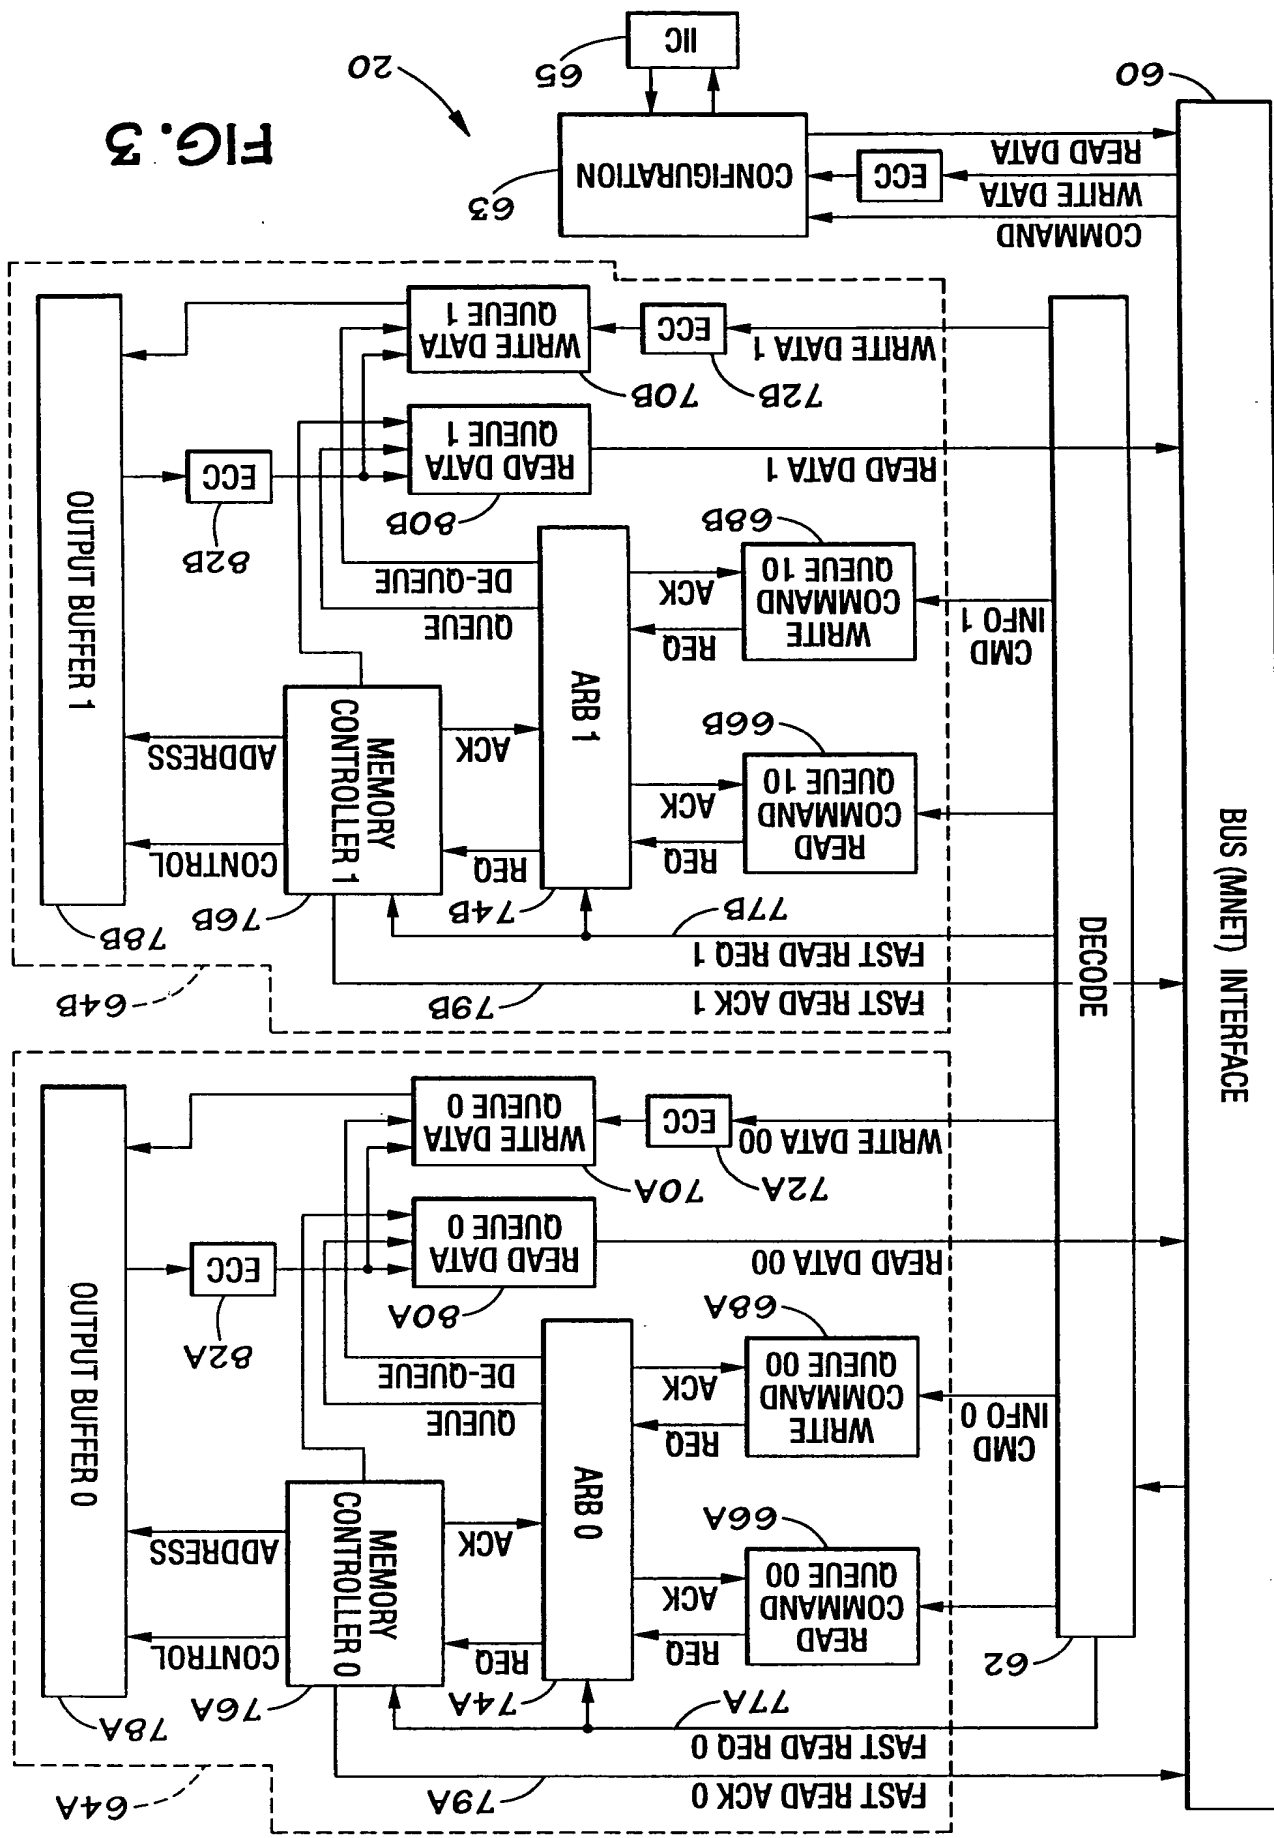 FAST READ ACK 0
79A
64A
FAST READ REQ 0
77A
74A
76A
78A
62
READ
COMMAND
QUEUE 00
66A
REQ
ACK
ARB 0
REQ
ACK
MEMORY
CONTROLLER 0
CONTROL
ADDRESS
OUTPUT BUFFER 0
CMD
INFO 0
WRITE
COMMAND
QUEUE 00
68A
REQ
ACK
QUEUE
DE-QUEUE
80A
82A
READ DATA 00
READ DATA
QUEUE 0
ECC
WRITE DATA 00
72A
ECC
70A
WRITE DATA
QUEUE 0
BUS (MNET) INTERFACE
DECODE
FAST READ ACK 1
79B
64B
FAST READ REQ 1
77B
74B
76B
78B
READ
COMMAND
QUEUE 10
66B
REQ
ACK
ARB 1
REQ
ACK
MEMORY
CONTROLLER 1
CONTROL
ADDRESS
OUTPUT BUFFER 1
CMD
INFO 1
WRITE
COMMAND
QUEUE 10
68B
REQ
ACK
QUEUE
DE-QUEUE
80B
82B
READ DATA 1
READ DATA
QUEUE 1
ECC
72B
70B
WRITE DATA 1
ECC
WRITE DATA
QUEUE 1
COMMAND
WRITE DATA
ECC
READ DATA
CONFIGURATION
63
60
65
IIC
20
FIG. 3